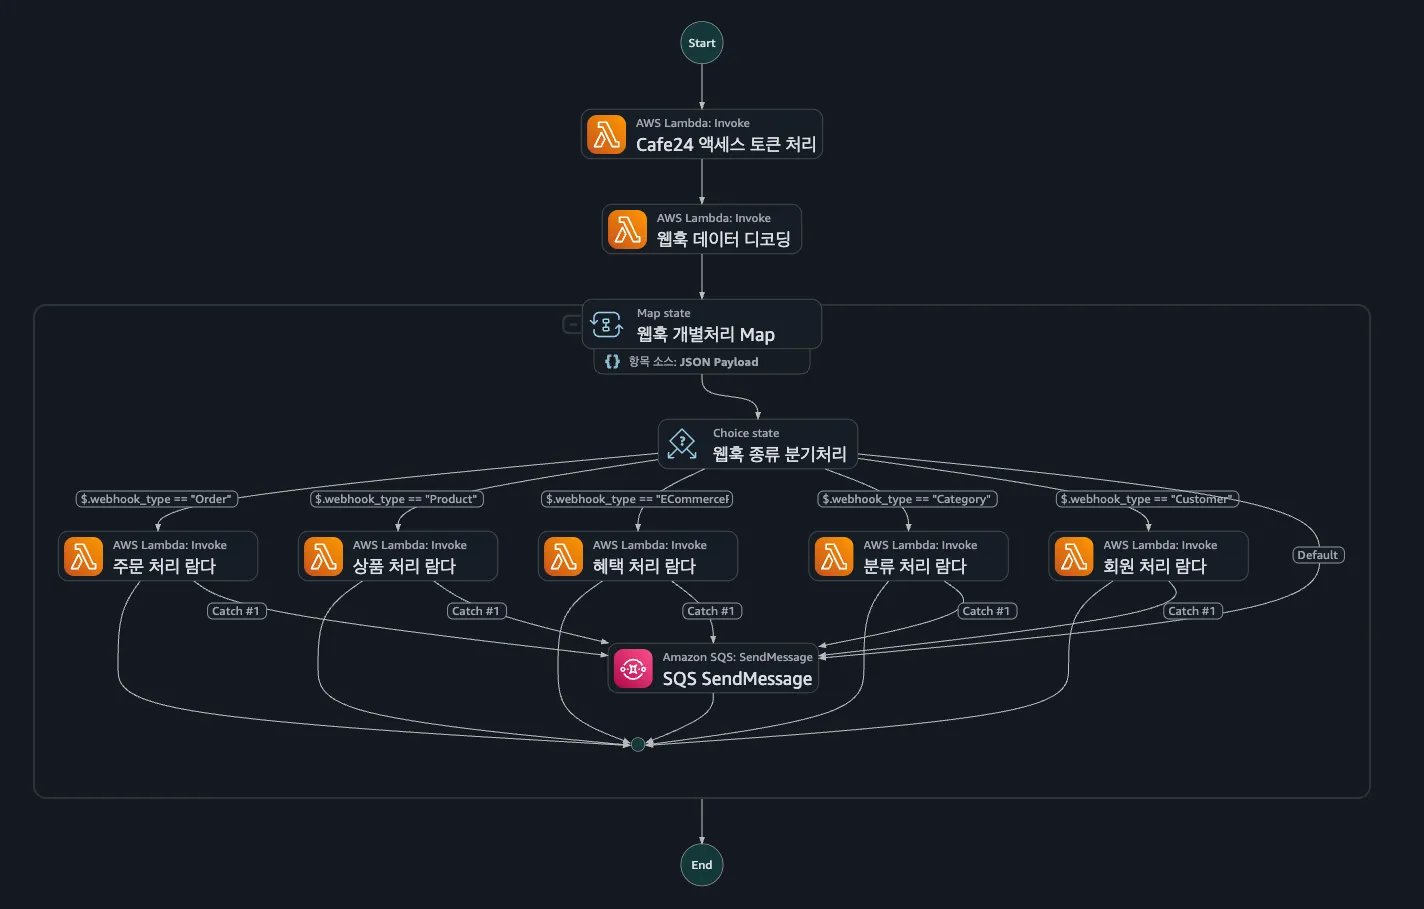 Start
AWS Lambda: Invoke
Cafe24 액세스 토큰 처리
AWS Lambda: Invoke
웹훅 데이터 디코딩
Map state
웹훅 개별처리 Map
{} 항목 소스: JSON Payload
Choice state
웹훅 종류 분기처리
$.webhook_type == "Order"
$.webhook_type == "Product"
$.webhook_type == "ECommerce
$.webhook_type == "Category"
$.webhook_type == "Customer"
Default
AWS Lambda: Invoke
주문 처리 람다
AWS Lambda: Invoke
상품 처리 람다
AWS Lambda: Invoke
혜택 처리 람다
AWS Lambda: Invoke
분류 처리 람다
AWS Lambda: Invoke
회원 처리 람다
Catch #1
Catch #1
Catch #1
Catch #1
Catch #1
Amazon SQS: SendMessage
SQS SendMessage
End